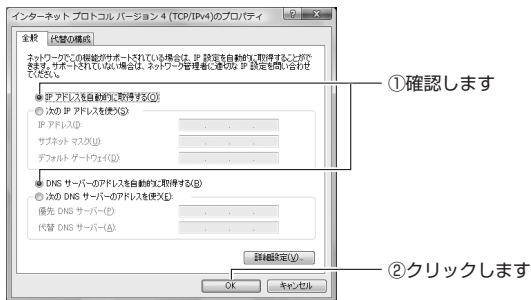 インターネット プロトコル バージョン 4 (TCP/IPv4)のプロパティ
全般 代替の構成
ネットワークでこの機能がサポートされている場合は、IP 設定を自動的に取得することがで
きます。サポートされていない場合は、ネットワーク管理者に適切な IP 設定を問い合わせ
てください。
IP アドレスを自動的に取得する(O)
①確認します
次の IP アドレスを使う(S):
IP アドレス(I):
サブネット マスク(U):
デフォルト ゲートウェイ(D):
DNS サーバーのアドレスを自動的に取得する(B)
次の DNS サーバーのアドレスを使う(E):
優先 DNS サーバー(P):
代替 DNS サーバー(A):
詳細設定(V)...
②クリックします
OK キャンセル